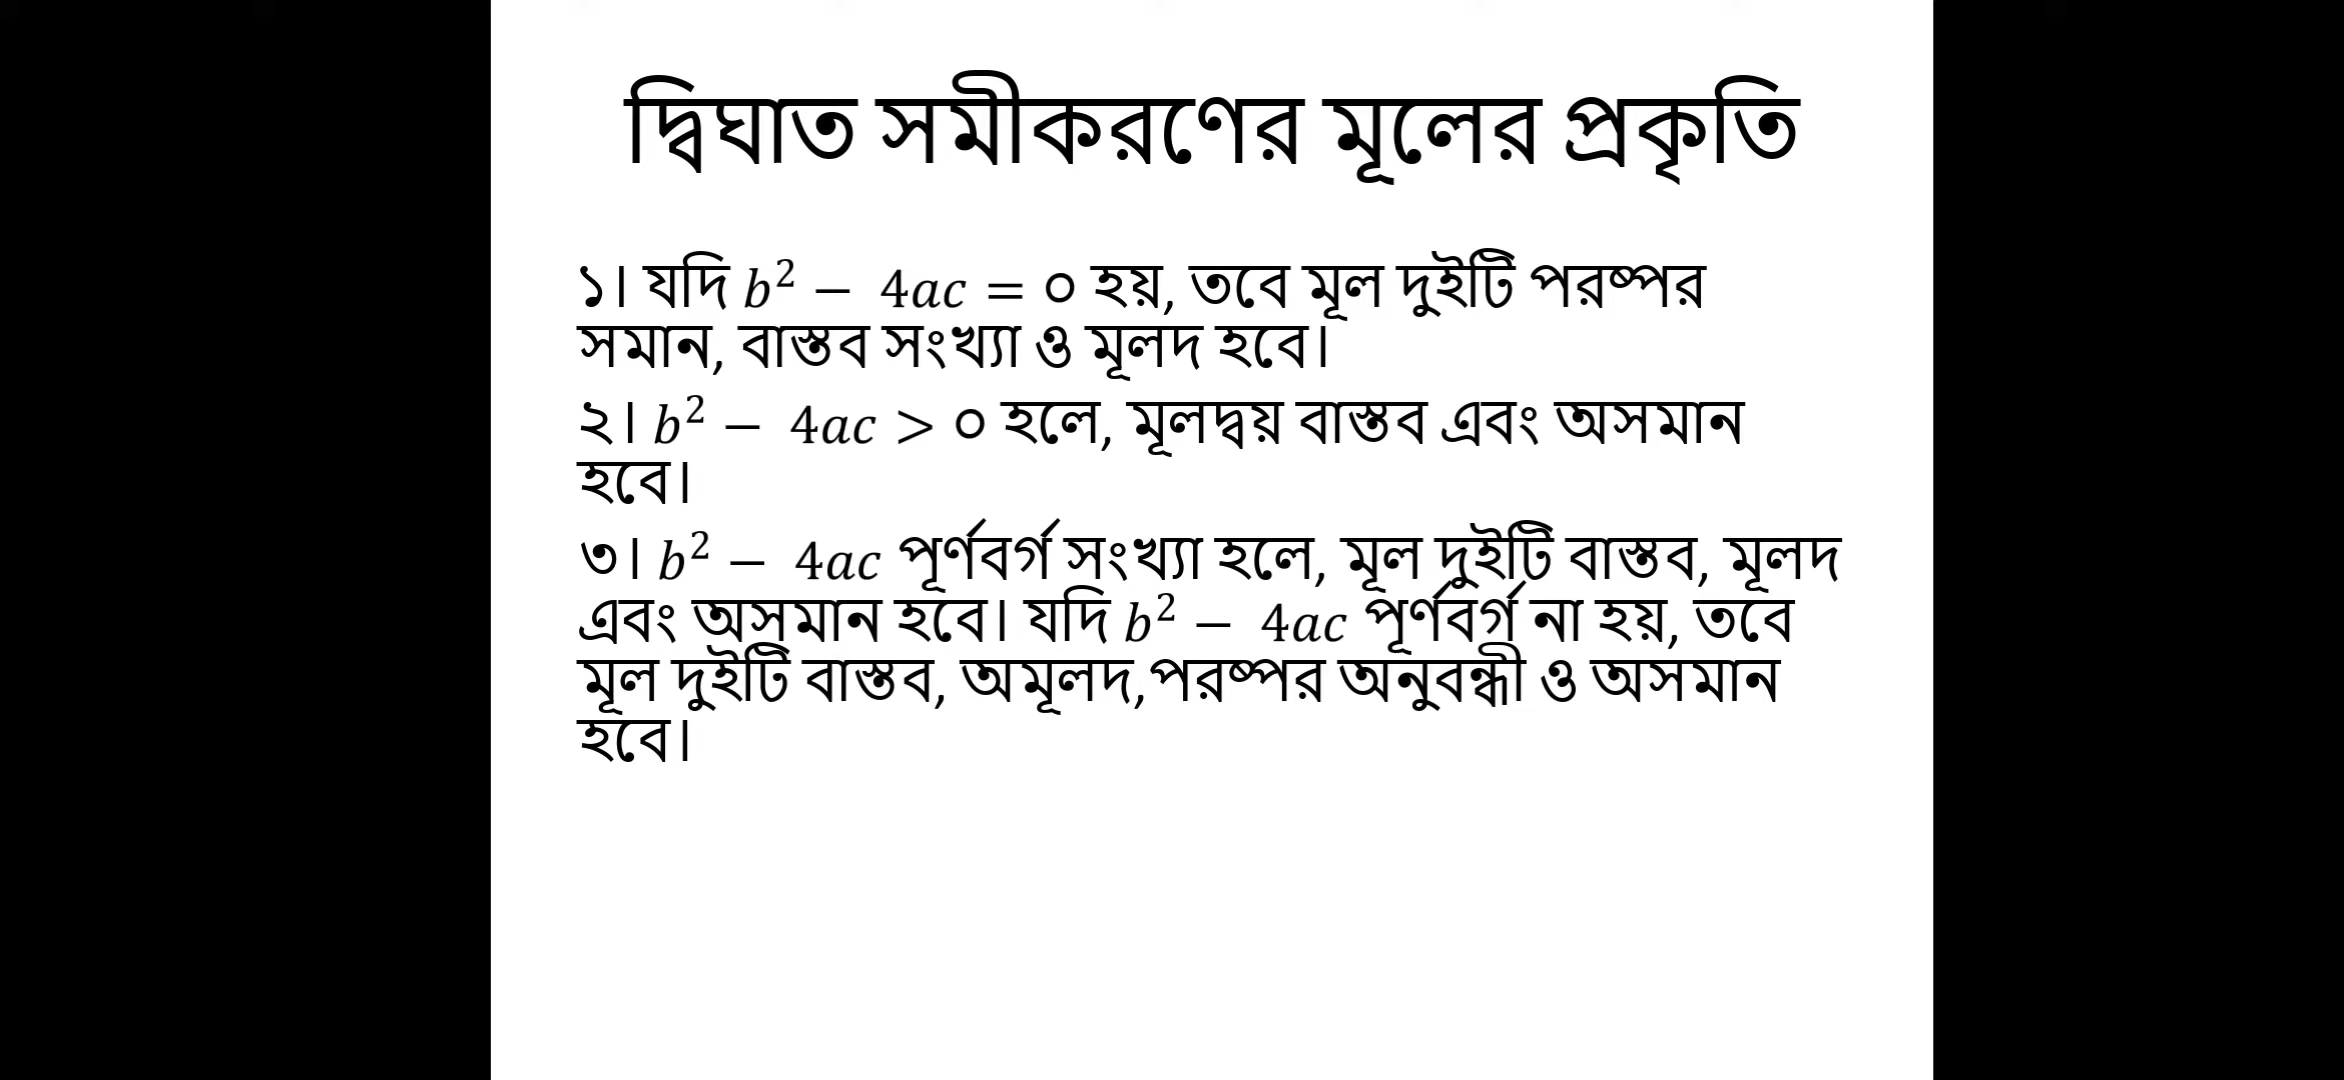 দ্বিঘাত সমীকরণের মূলের প্রকৃতি
১। যদি b² − 4ac = ০ হয়, তবে মূল দুইটি পরষ্পর
সমান, বাস্তব সংখ্যা ও মূলদ হবে।
২। b² − 4ac > ০ হলে, মূলদ্বয় বাস্তব এবং অসমান
হবে।
৩। b² − 4ac পূর্ণবর্গ সংখ্যা হলে, মূল দুইটি বাস্তব, মূলদ
এবং অসমান হবে। যদি b² − 4ac পূর্ণবর্গ না হয়, তবে
মূল দুইটি বাস্তব, অমূলদ,পরষ্পর অনুবন্ধী ও অসমান
হবে।